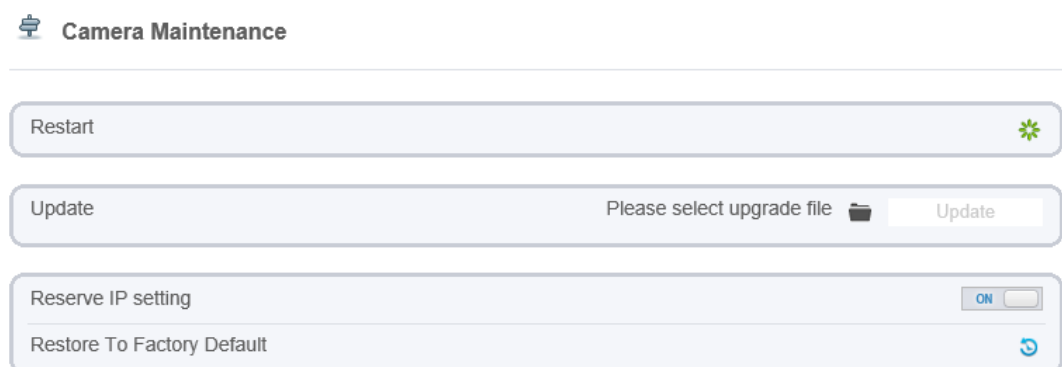 Camera Maintenance
Restart
Update Please select upgrade file Update
Reserve IP setting ON
Restore To Factory Default